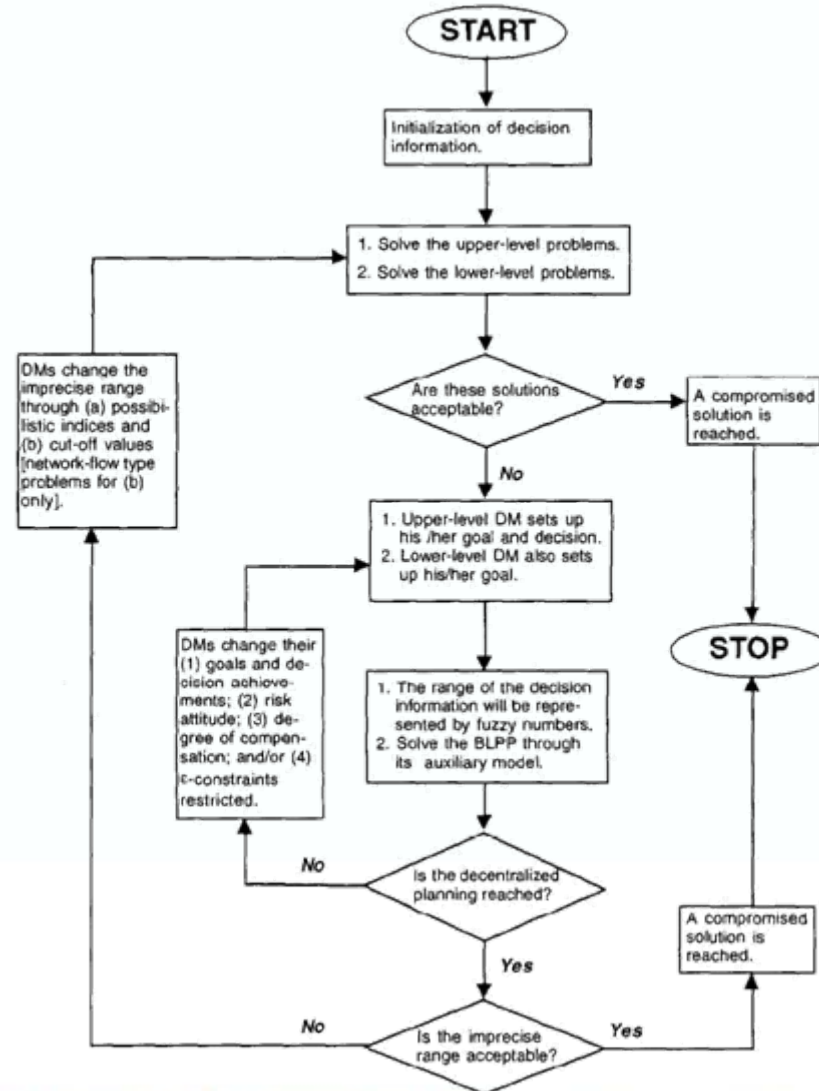 START
Initialization of decision
information.
1. Solve the upper-level problems.
2. Solve the lower-level problems.
DMs change the
imprecise range
through (a) possibi-
listic indices and
(b) cut-off values
[network-flow type
problems for (b)
only].
Are these solutions
acceptable?
Yes
A compromised
solution is
reached.
No
1. Upper-level DM sets up
his /her goal and decision.
2. Lower-level DM also sets
up his/her goal.
STOP
DMs change their
(1) goals and de-
cision achieve-
ments; (2) risk
attitude; (3) de-
gree of compen-
sation; and/or (4)
ε-constraints
restricted.
1. The range of the decision
information will be repre-
sented by fuzzy numbers.
2. Solve the BLPP through
its auxiliary model.
No
Is the decentralized
planning reached?
A compromised
solution is
reached.
Yes
No
Is the imprecise
range acceptable?
Yes